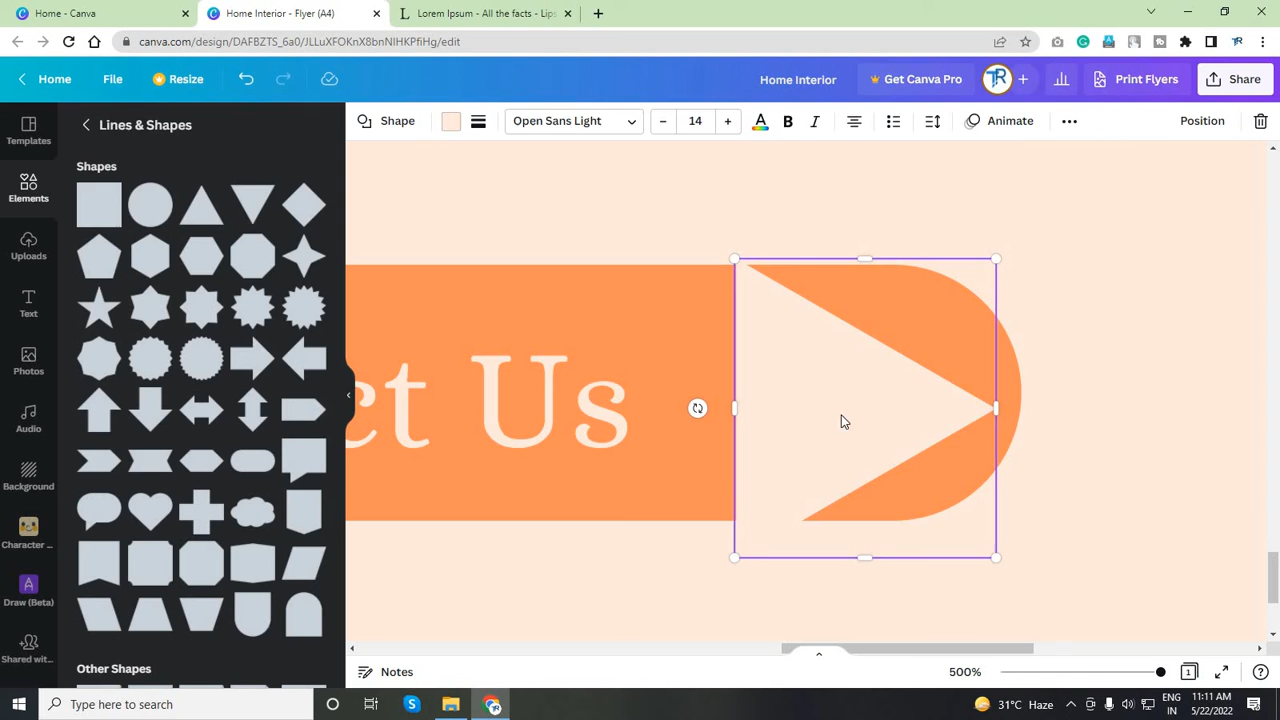 Home - Canva
Home Interior - Flyer (A4)
Lorem Ipsum - All the facts - Lips
canva.com/design/DAFBZTS_6a0/JLLuXFOKnX8bnNIHKPfiHg/edit
Home
File
Resize
Home Interior
TR
Get Canva Pro
Print Flyers
Share
Templates
Elements
Uploads
Text
Photos
Audio
Videos
Background
Character ...
Draw (Beta)
Shared wit...
Lines & Shapes
Shapes
Other Shapes
Shape
Open Sans Light
14
A
B
I
Animate
Position
ct Us
Notes
500%
1
Type here to search
31°C Haze
ENG
IN
11:11 AM
5/22/2022